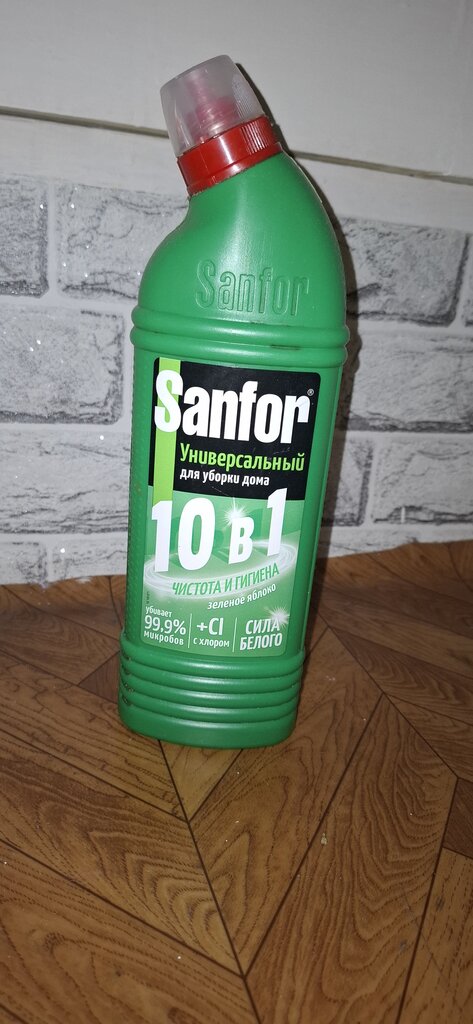 Sanfor
Sanfor®
Универсальный
для уборки дома
10 в 1
ЧИСТОТА И ГИГИЕНА
зеленое яблоко
убивает
99,9%
микробов
+Cl
с хлором
СИЛА
БЕЛОГО